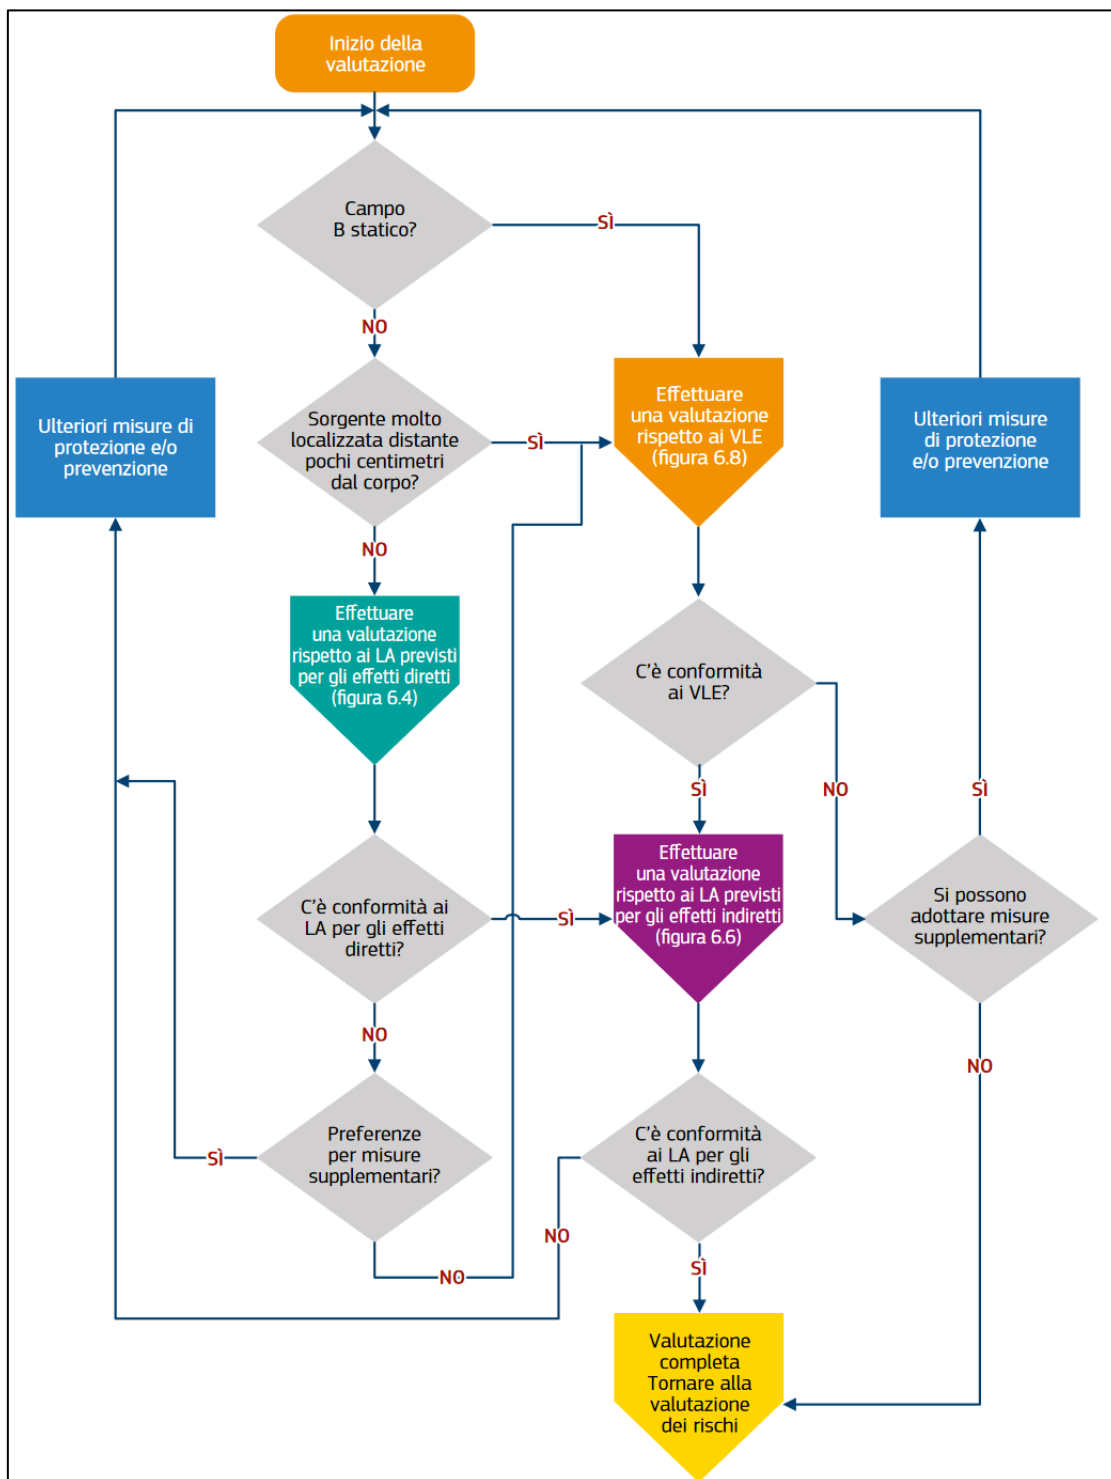 Inizio della
valutazione
Campo
B statico?
SÌ
NO
Ulteriori misure di
protezione e/o
prevenzione
Sorgente molto
localizzata distante
pochi centimetri
dal corpo?
SÌ
Effettuare
una valutazione
rispetto ai VLE
(figura 6.8)
Ulteriori misure
di protezione
e/o prevenzione
NO
Effettuare
una valutazione
rispetto ai LA previsti
per gli effetti diretti
(figura 6.4)
C'è conformità
ai VLE?
SÌ
NO
SÌ
C'è conformità ai
LA per gli effetti
diretti?
SÌ
Effettuare
una valutazione
rispetto ai LA previsti
per gli effetti indiretti
(figura 6.6)
Si possono
adottare misure
supplementari?
NO
NO
Preferenze
per misure
supplementari?
SÌ
C'è conformità
ai LA per gli
effetti indiretti?
NO
NO
SÌ
Valutazione
completa
Tornare alla
valutazione
dei rischi